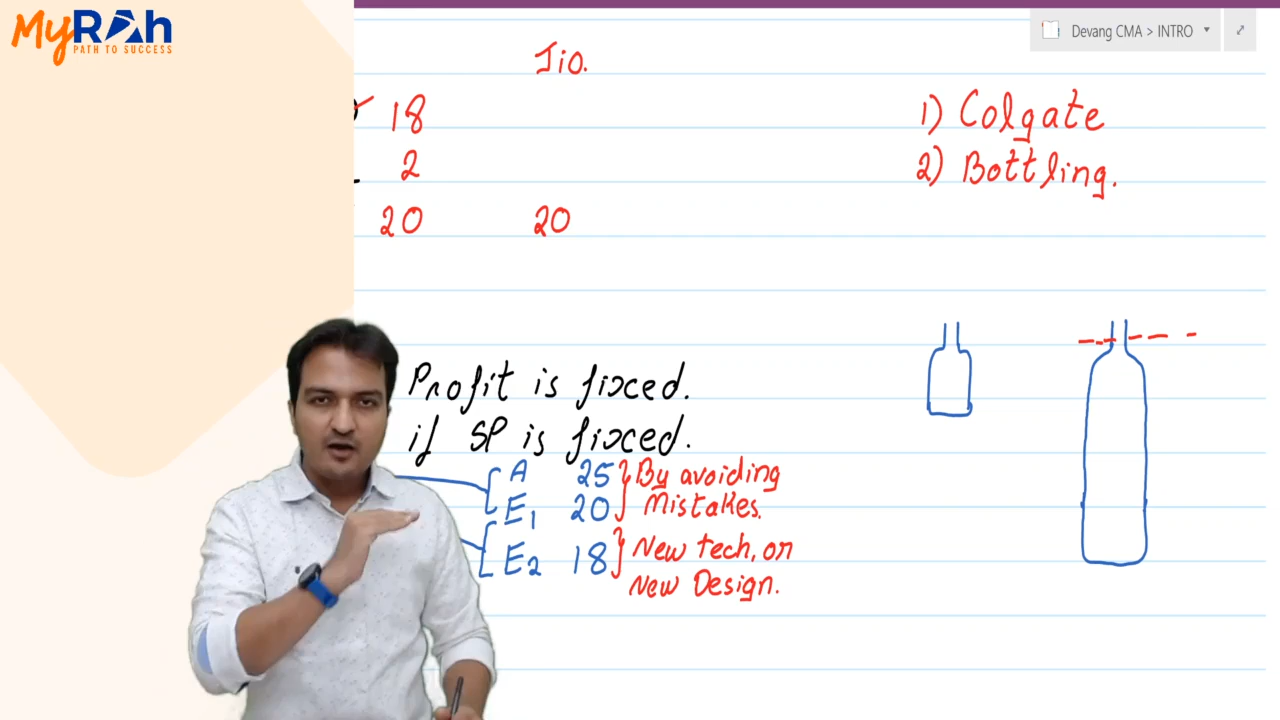 MyRAh
PATH TO SUCCESS
Devang CMA > INTRO
Jio.
18
2
20 20
1) Colgate
2) Bottling.
Profit is fixed.
if SP is fixed.
A 25 By avoiding
E1 20 Mistakes.
E2 18 New tech, or
New Design.